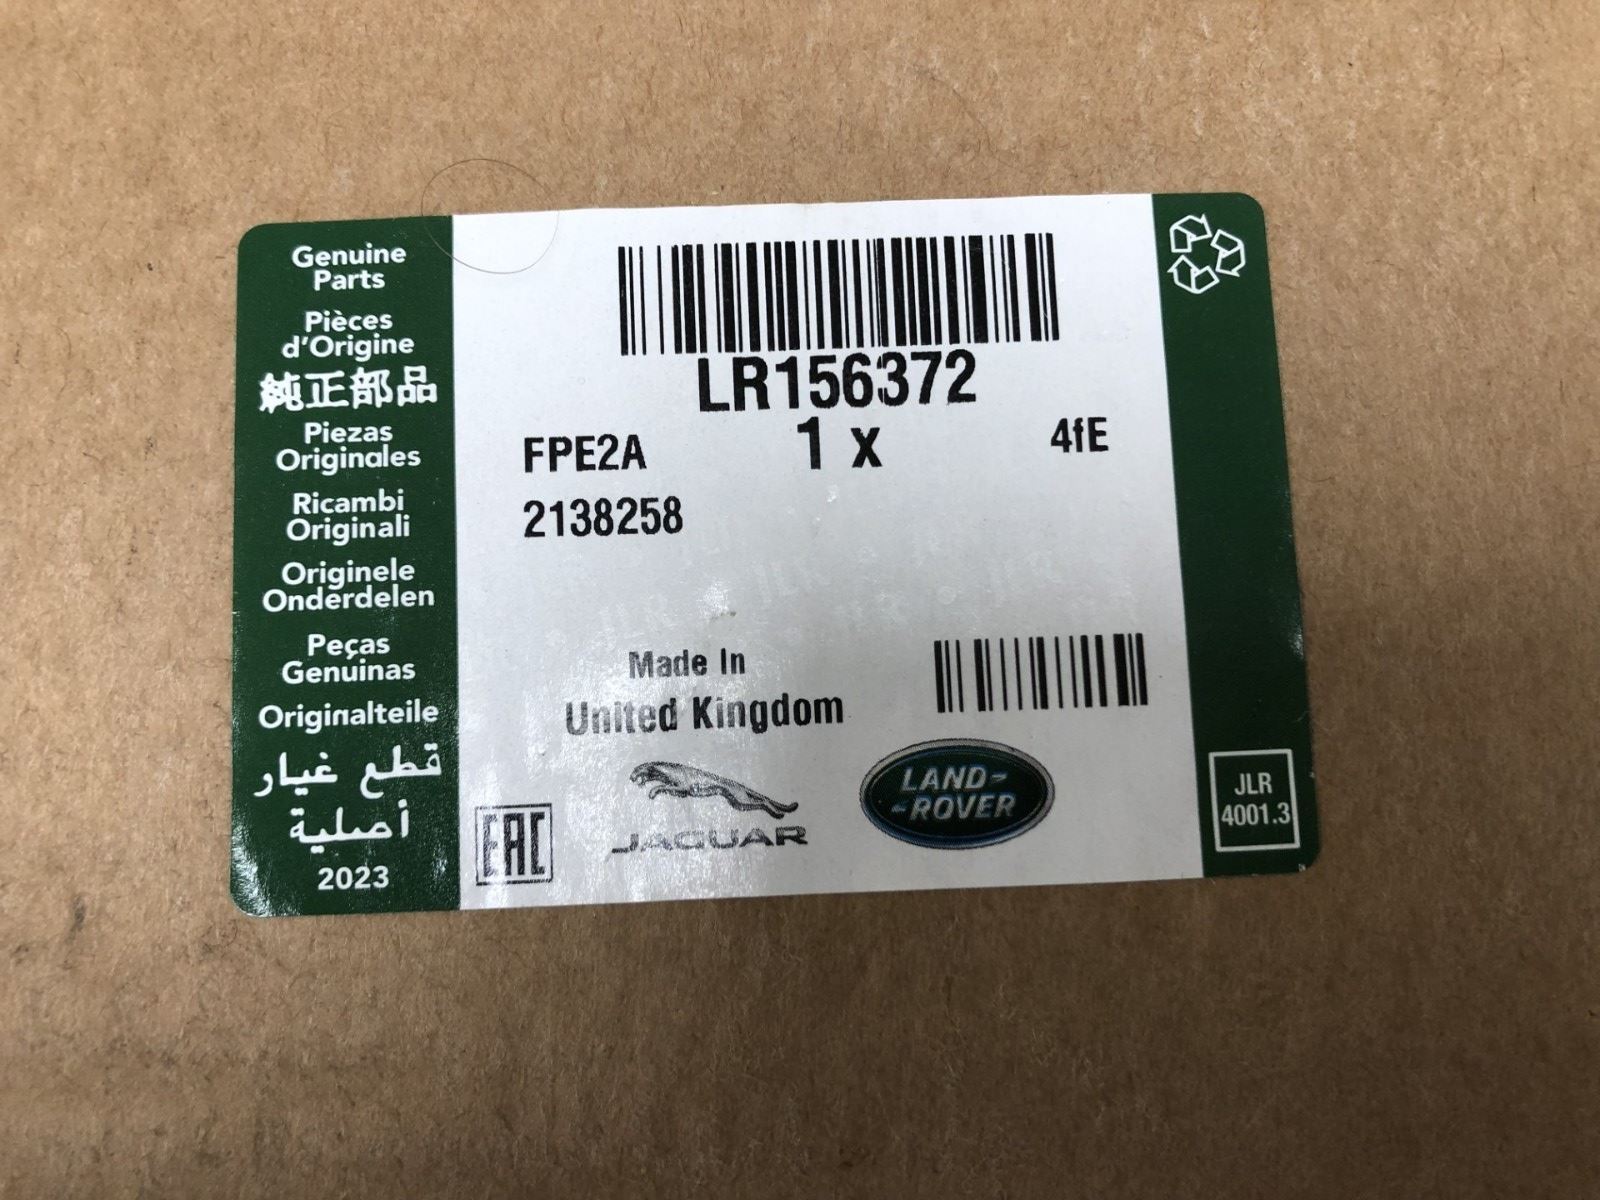 Genuine
Parts
Pièces
d'Origine
純正部品
Piezas
Originales
Ricambi
Originali
Originele
Onderdelen
Peças
Genuinas
Originalteile
قطع غيار
أصلية
2023
LR156372
FPE2A 1 x 4fE
2138258
Made In
United Kingdom
EAC
JAGUAR
LAND-
-ROVER
JLR
4001.3